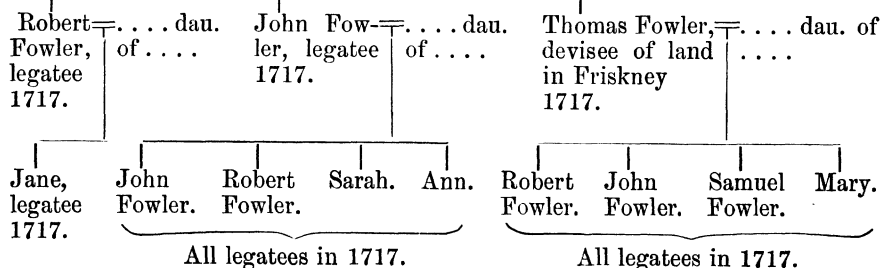 Robert=.... dau.
Fowler, of ....
legatee
1717.
John Fow-=.... dau.
ler, legatee of ....
1717.
Thomas Fowler,=.... dau. of
devisee of land ....
in Friskney
1717.
Jane,
legatee
1717.
John
Fowler.
Robert
Fowler.
Sarah.
Ann.
All legatees in 1717.
Robert
Fowler.
John
Fowler.
Samuel
Fowler.
Mary.
All legatees in 1717.